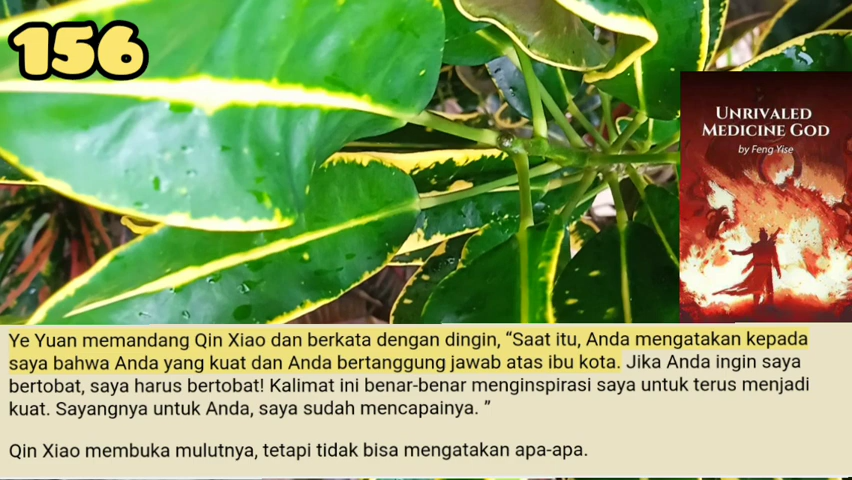 156
UNRIVALED
MEDICINE GOD
by Feng Yise
Ye Yuan memandang Qin Xiao dan berkata dengan dingin, “Saat itu, Anda mengatakan kepada
saya bahwa Anda yang kuat dan Anda bertanggung jawab atas ibu kota. Jika Anda ingin saya
bertobat, saya harus bertobat! Kalimat ini benar-benar menginspirasi saya untuk terus menjadi
kuat. Sayangnya untuk Anda, saya sudah mencapainya. ”
Qin Xiao membuka mulutnya, tetapi tidak bisa mengatakan apa-apa.